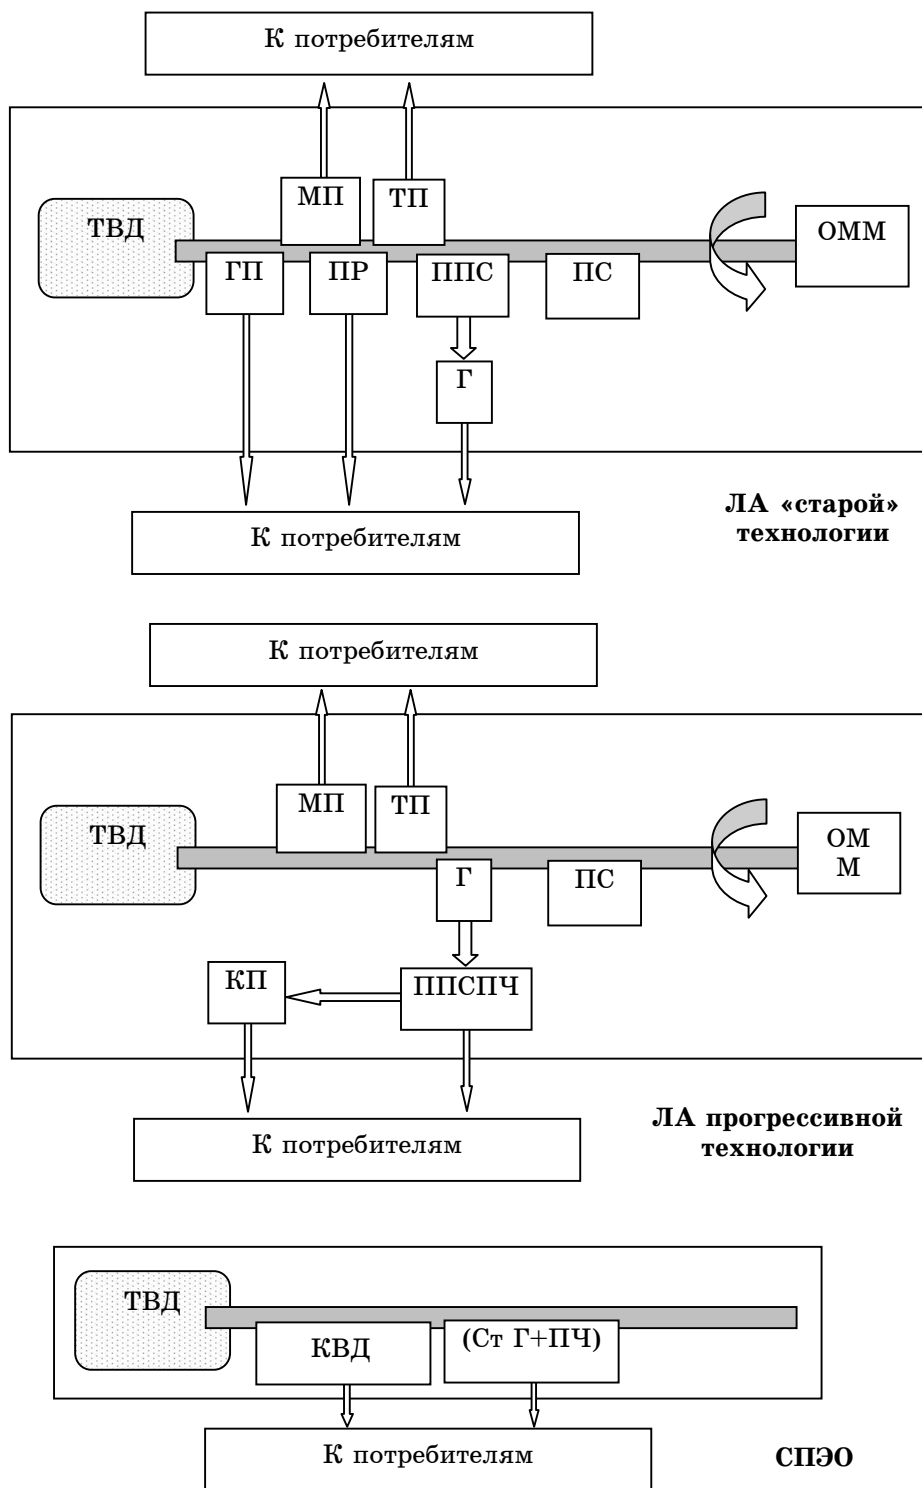 К потребителям
МП
ТП
ТВД
ОММ
ГП
ПР
ППС
ПС
Г
К потребителям
ЛА «старой»
технологии
К потребителям
МП
ТП
ТВД
ОМ
М
Г
ПС
КП
ППСПЧ
К потребителям
ЛА прогрессивной
технологии
ТВД
КВД
(Ст Г+ПЧ)
К потребителям
СПЭО